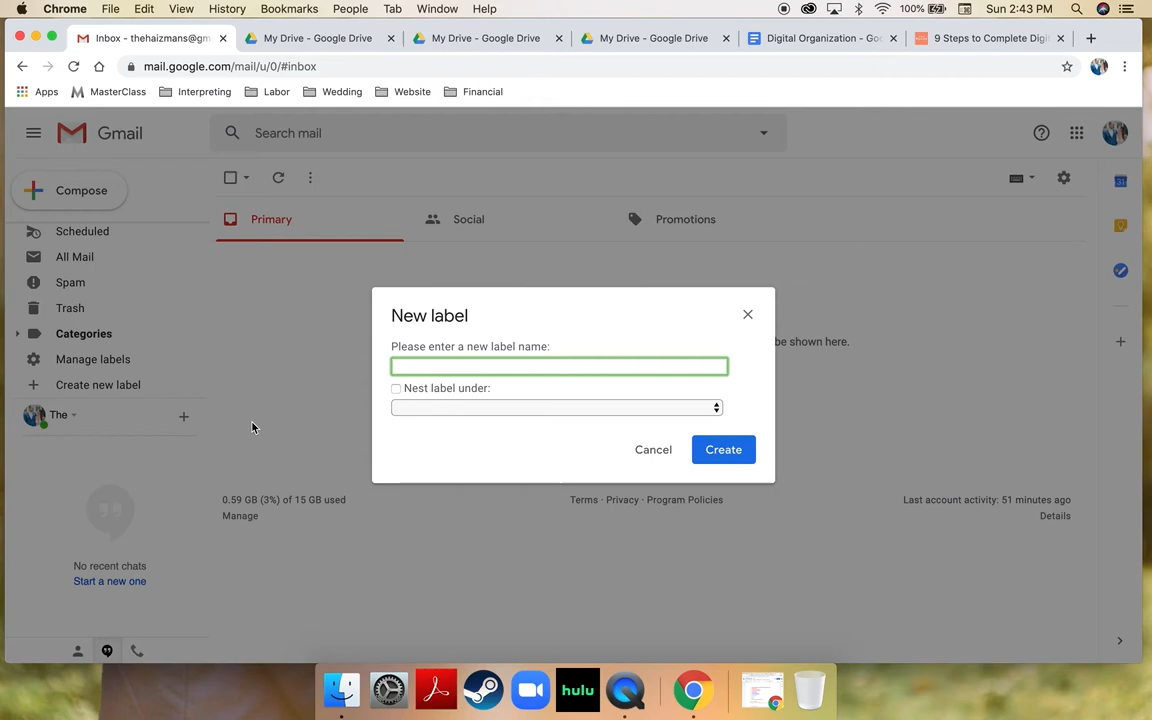 Chrome File Edit View History Bookmarks People Tab Window Help 100% Sun 2:43 PM
Inbox - thehaizmans@gm My Drive - Google Drive My Drive - Google Drive My Drive - Google Drive Digital Organization - Goo 9 Steps to Complete Digit
mail.google.com/mail/u/0/#inbox
Apps MasterClass Interpreting Labor Wedding Website Financial
Gmail Search mail
Compose
Primary Social Promotions
Scheduled
All Mail
Spam
Trash
Categories
Manage labels
Create new label
The
No recent chats
Start a new one
be shown here.
New label
Please enter a new label name:
Nest label under:
Cancel Create
0.59 GB (3%) of 15 GB used Terms · Privacy · Program Policies Last account activity: 51 minutes ago
Manage Details
31
hulu